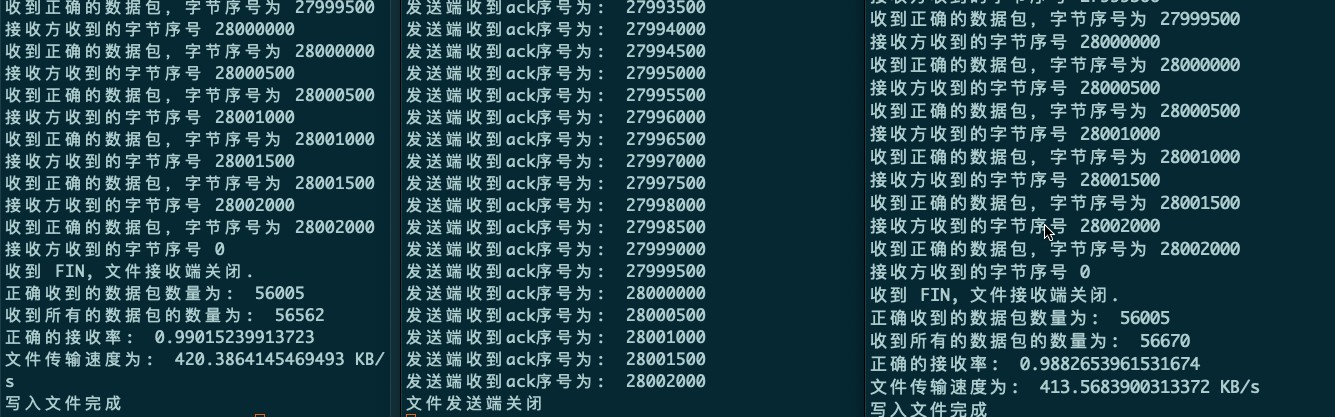 收到正确的数据包, 字节序号为 27999500
接收方收到的字节序号 28000000
收到正确的数据包, 字节序号为 28000000
接收方收到的字节序号 28000500
收到正确的数据包, 字节序号为 28000500
接收方收到的字节序号 28001000
收到正确的数据包, 字节序号为 28001000
接收方收到的字节序号 28001500
收到正确的数据包, 字节序号为 28001500
接收方收到的字节序号 28002000
收到正确的数据包, 字节序号为 28002000
接收方收到的字节序号 0
收到 FIN, 文件接收端关闭.
正确收到的数据包数量为: 56005
收到所有的数据包的数量为: 56562
正确的接收率: 0.99015239913723
文件传输速度为: 420.3864145469493 KB/
s
写入文件完成
发送端收到ack序号为: 27993500
发送端收到ack序号为: 27994000
发送端收到ack序号为: 27994500
发送端收到ack序号为: 27995000
发送端收到ack序号为: 27995500
发送端收到ack序号为: 27996000
发送端收到ack序号为: 27996500
发送端收到ack序号为: 27997000
发送端收到ack序号为: 27997500
发送端收到ack序号为: 27998000
发送端收到ack序号为: 27998500
发送端收到ack序号为: 27999000
发送端收到ack序号为: 27999500
发送端收到ack序号为: 28000000
发送端收到ack序号为: 28000500
发送端收到ack序号为: 28001000
发送端收到ack序号为: 28001500
发送端收到ack序号为: 28002000
文件发送端关闭
收到正确的数据包, 字节序号为 27999500
接收方收到的字节序号 28000000
收到正确的数据包, 字节序号为 28000000
接收方收到的字节序号 28000500
收到正确的数据包, 字节序号为 28000500
接收方收到的字节序号 28001000
收到正确的数据包, 字节序号为 28001000
接收方收到的字节序号 28001500
收到正确的数据包, 字节序号为 28001500
接收方收到的字节序号 28002000
收到正确的数据包, 字节序号为 28002000
接收方收到的字节序号 0
收到 FIN, 文件接收端关闭.
正确收到的数据包数量为: 56005
收到所有的数据包的数量为: 56670
正确的接收率: 0.9882653961531674
文件传输速度为: 413.5683900313372 KB/s
写入文件完成